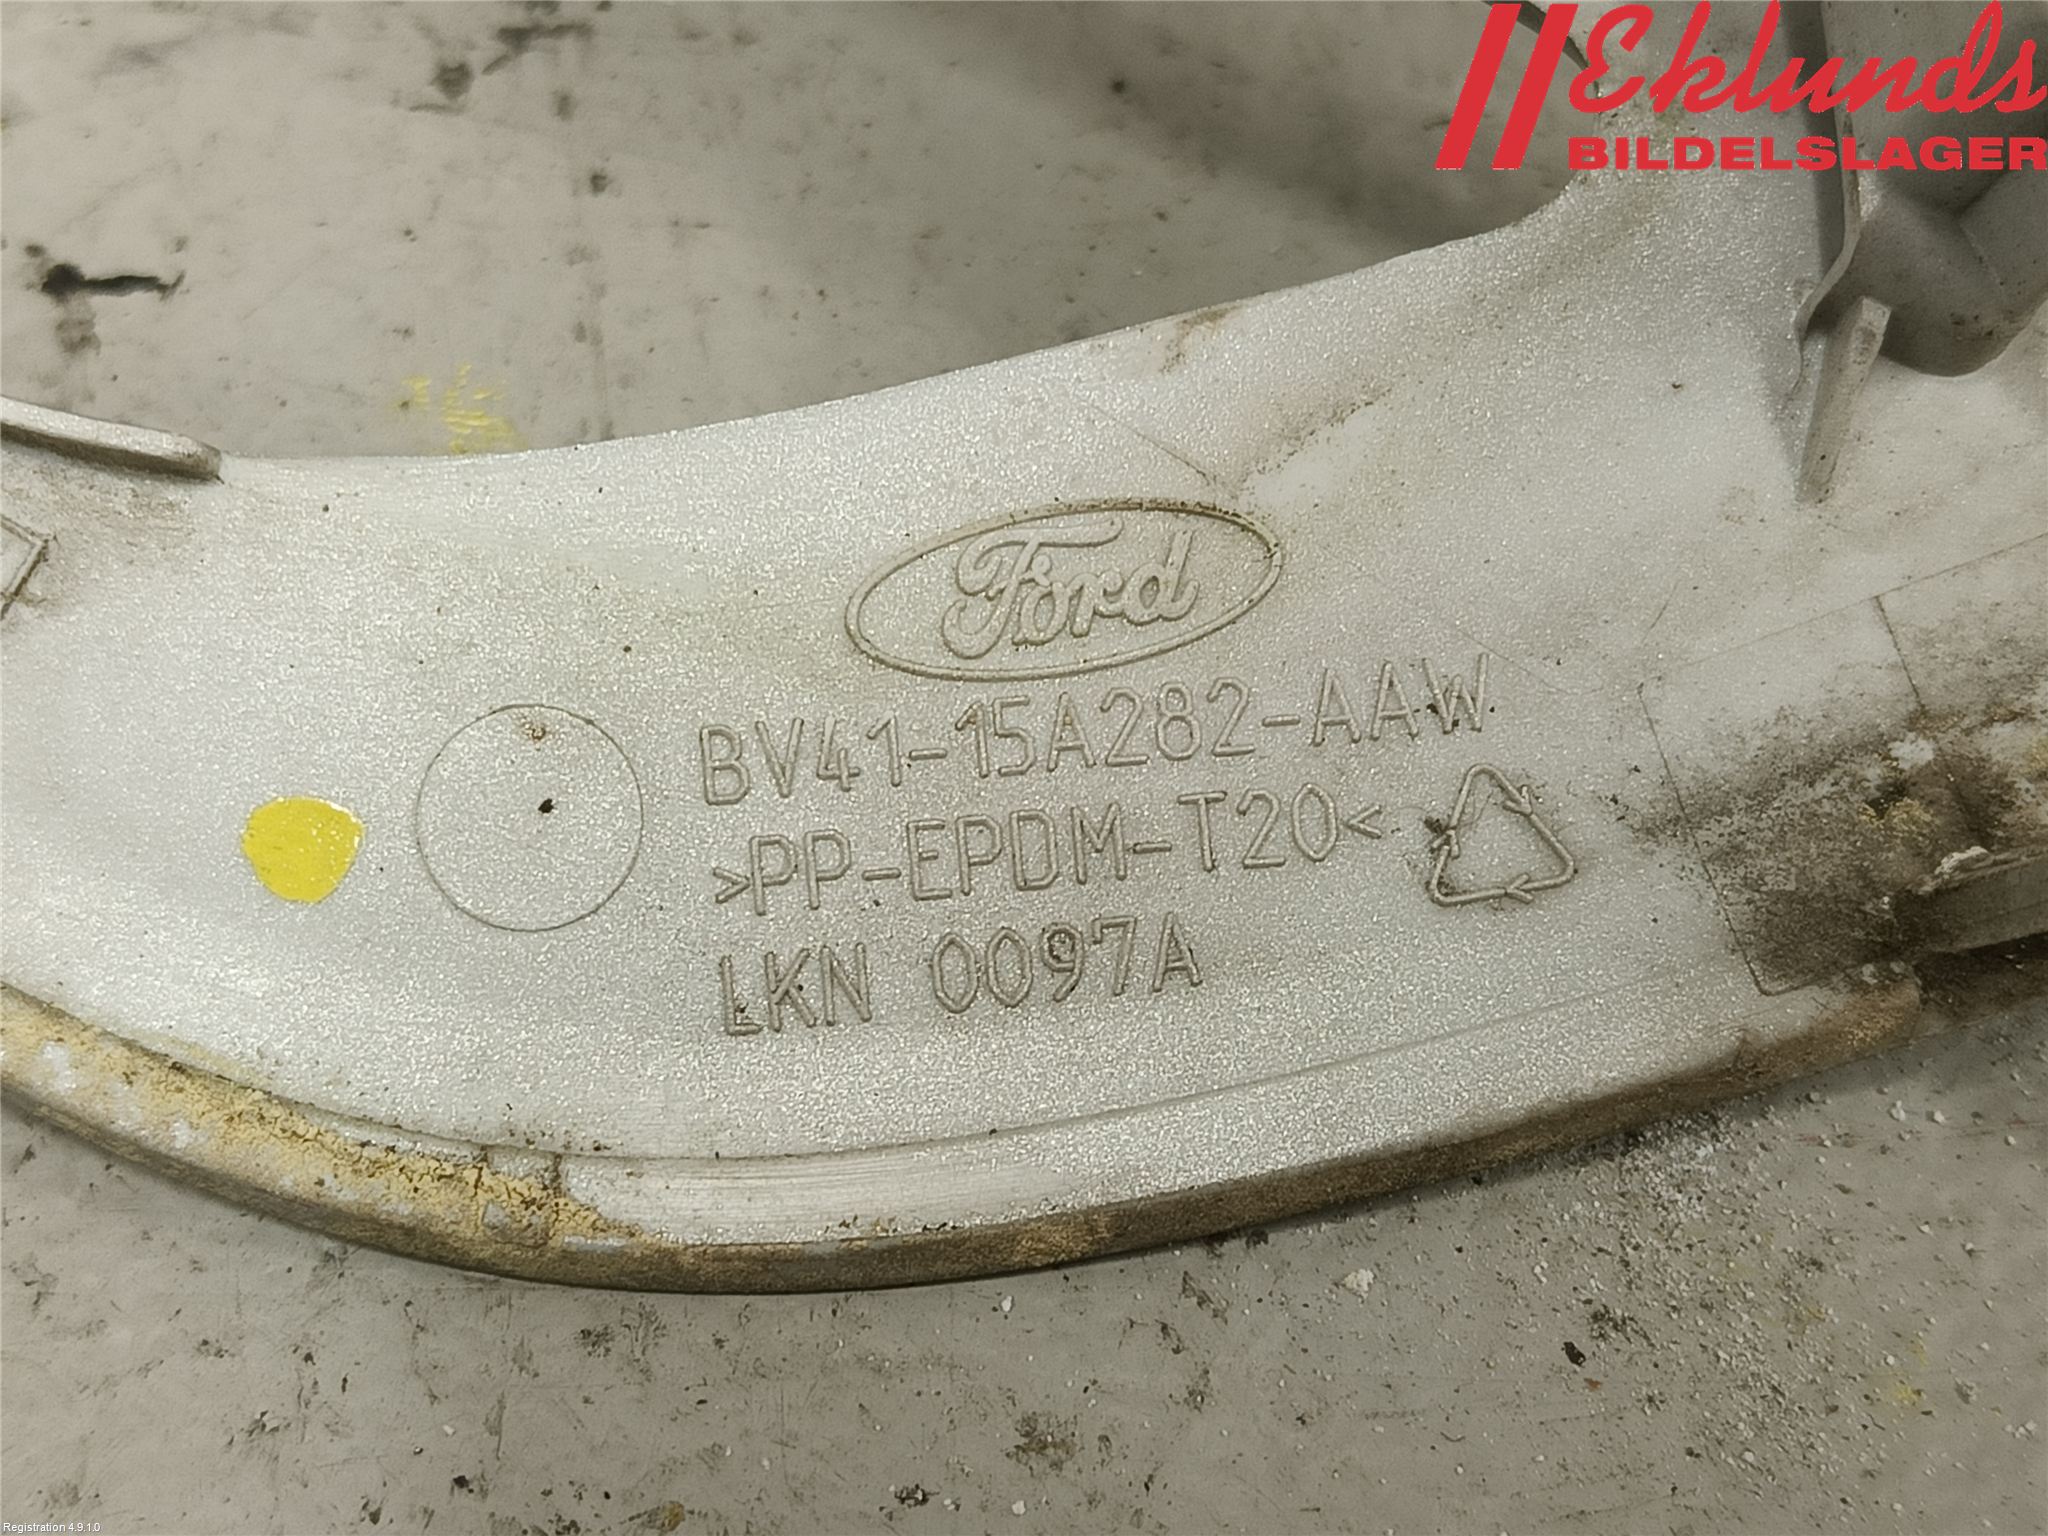 Eklunds
BILDELSLAGER
Ford
BV41-15A282-AAW
>PP-EPDM-T20<
LKN 0097A
Registration 4.9.1.0